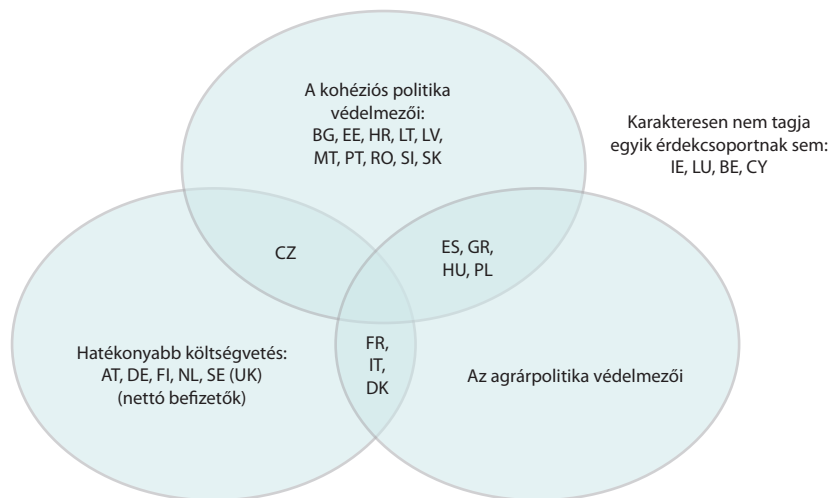 A kohéziós politika
védelmezői:
BG, EE, HR, LT, LV,
MT, PT, RO, SI, SK
Karakteresen nem tagja
egyik érdekcsoportnak sem:
IE, LU, BE, CY
CZ
ES, GR,
HU, PL
Hatékonyabb költségvetés:
AT, DE, FI, NL, SE (UK)
(nettó befizetők)
FR,
IT,
DK
Az agrárpolitika védelmezői